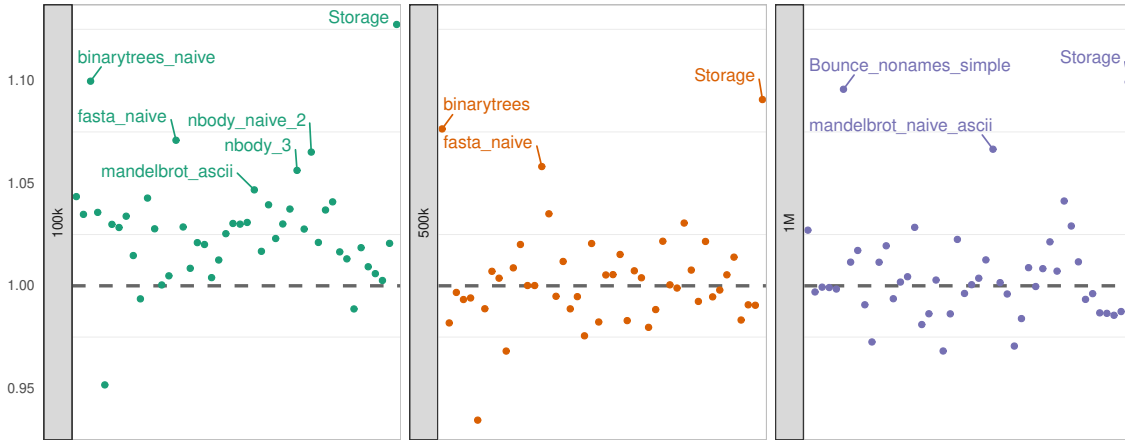 1.10
1.05
1.00
0.95
100k
Storage
binarytrees_naive
fasta_naive
nbody_naive_2
nbody_3
mandelbrot_ascii
500k
Storage
binarytrees
fasta_naive
1M
Bounce_nonames_simple
Storage
mandelbrot_naive_ascii